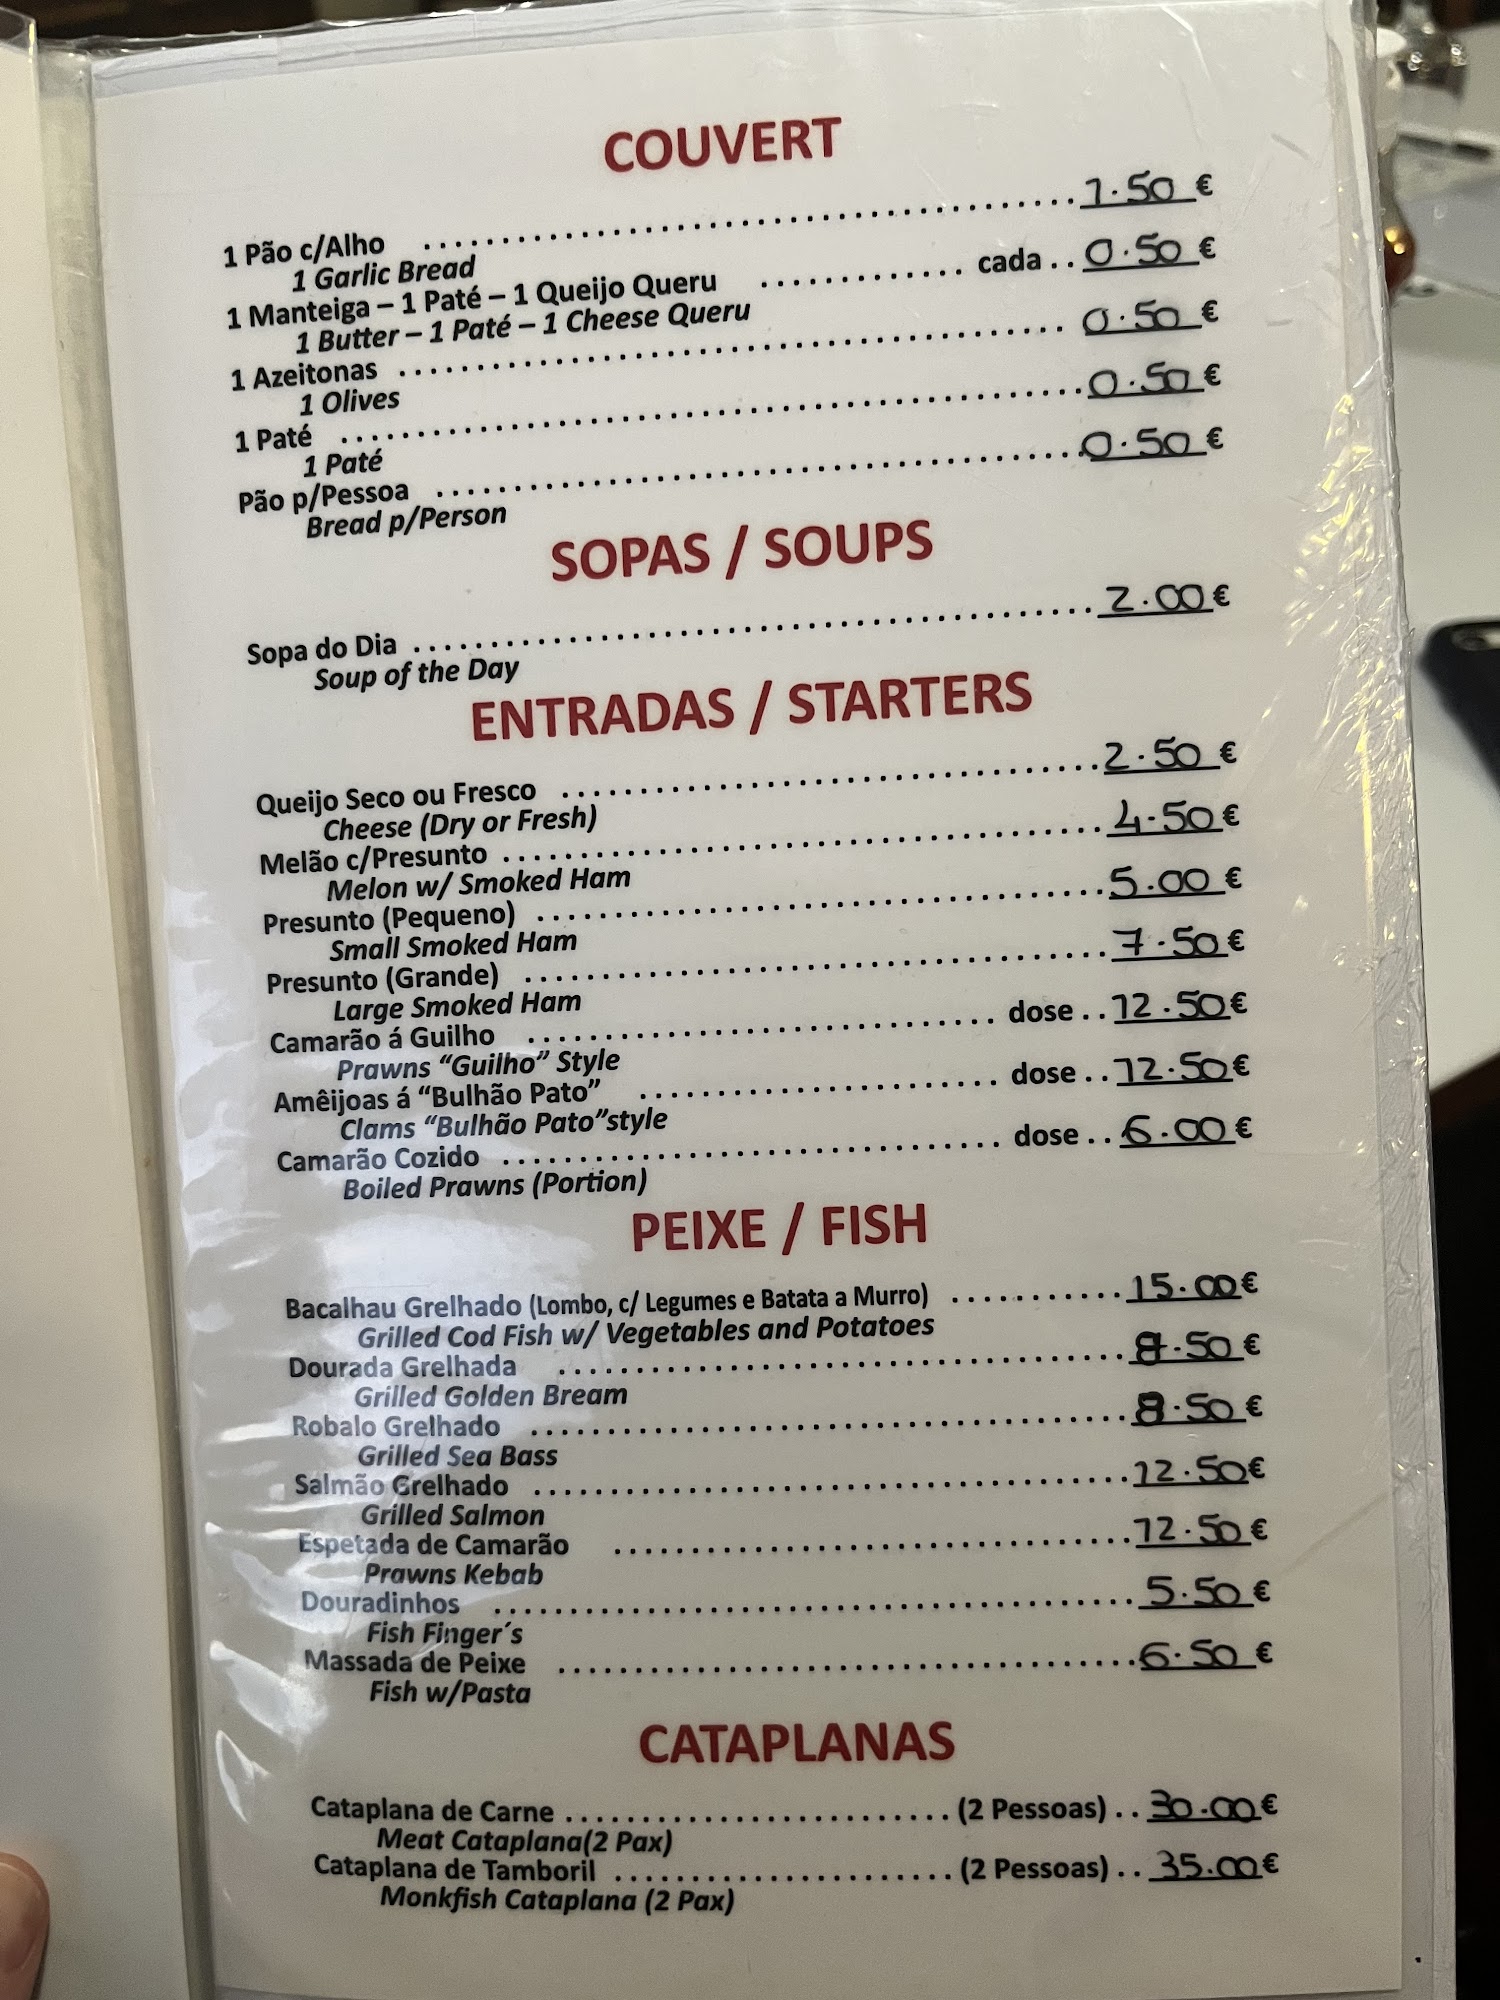 COUVERT
1 Pão c/Alho ........................................ 1.50 €
1 Garlic Bread
1 Manteiga – 1 Paté – 1 Queijo Queru ............. cada .. 0.50 €
1 Butter – 1 Paté – 1 Cheese Queru
1 Azeitonas ........................................ 0.50 €
1 Olives
1 Paté ........................................ 0.50 €
1 Paté
Pão p/Pessoa ........................................ 0.50 €
Bread p/Person
SOPAS / SOUPS
Sopa do Dia ........................................ 2.00 €
Soup of the Day
ENTRADAS / STARTERS
Queijo Seco ou Fresco ................................... 2.50 €
Cheese (Dry or Fresh)
Melão c/Presunto ....................................... 4.50 €
Melon w/ Smoked Ham
Presunto (Pequeno) ..................................... 5.00 €
Small Smoked Ham
Presunto (Grande) ...................................... 7.50 €
Large Smoked Ham
Camarão á Guilho ............................... dose .. 12.50 €
Prawns “Guilho” Style
Amêijoas á “Bulhão Pato” ........................ dose .. 12.50 €
Clams “Bulhão Pato”style
Camarão Cozido ................................. dose .. 6.00 €
Boiled Prawns (Portion)
PEIXE / FISH
Bacalhau Grelhado (Lombo, c/ Legumes e Batata a Murro) ........... 15.00 €
Grilled Cod Fish w/ Vegetables and Potatoes
Dourada Grelhada ..................................... 8.50 €
Grilled Golden Bream
Robalo Grelhado ....................................... 8.50 €
Grilled Sea Bass
Salmão Grelhado ....................................... 12.50 €
Grilled Salmon
Espetada de Camarão .................................. 12.50 €
Prawns Kebab
Douradinhos .......................................... 5.50 €
Fish Finger´s
Massada de Peixe ...................................... 6.50 €
Fish w/Pasta
CATAPLANAS
Cataplana de Carne ......................... (2 Pessoas) .. 30.00 €
Meat Cataplana(2 Pax)
Cataplana de Tamboril ...................... (2 Pessoas) .. 35.00 €
Monkfish Cataplana (2 Pax)